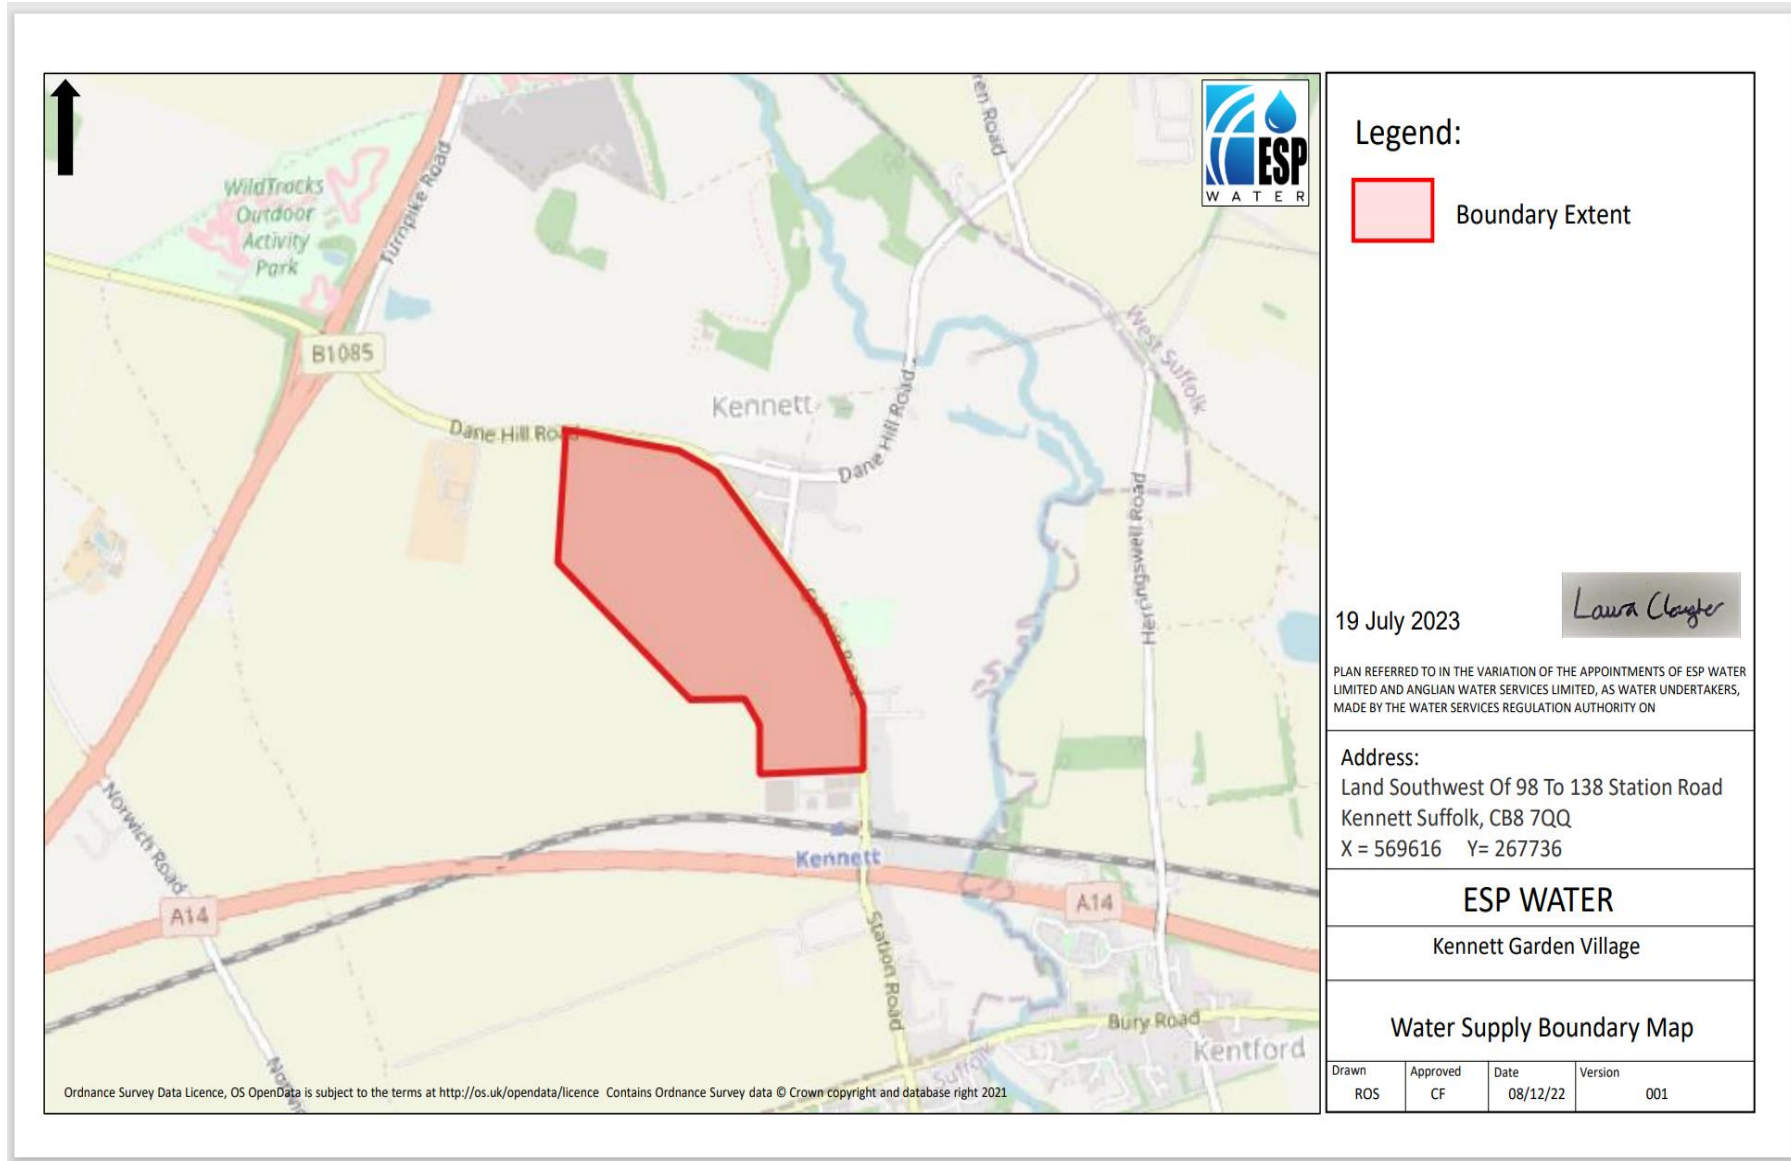 WildTracks
Outdoor
Activity
Park
Turnpike Road
B1085
Dane Hill Road
Kennett
Dane Hill Road
West Suffolk
Herringswell Road
Station Road
ESP
WATER
Norwich Road
A14
Kennett
A14
Station Road
Bury Road
Kentford
Suffolk
Ordnance Survey Data Licence, OS OpenData is subject to the terms at http://os.uk/opendata/licence Contains Ordnance Survey data © Crown copyright and database right 2021
Legend:
Boundary Extent
19 July 2023
Laura Claughter
PLAN REFERRED TO IN THE VARIATION OF THE APPOINTMENTS OF ESP WATER
LIMITED AND ANGLIAN WATER SERVICES LIMITED, AS WATER UNDERTAKERS,
MADE BY THE WATER SERVICES REGULATION AUTHORITY ON
Address:
Land Southwest Of 98 To 138 Station Road
Kennett Suffolk, CB8 7QQ
X = 569616 Y= 267736
ESP WATER
Kennett Garden Village
Water Supply Boundary Map
Drawn Approved Date Version
ROS CF 08/12/22 001